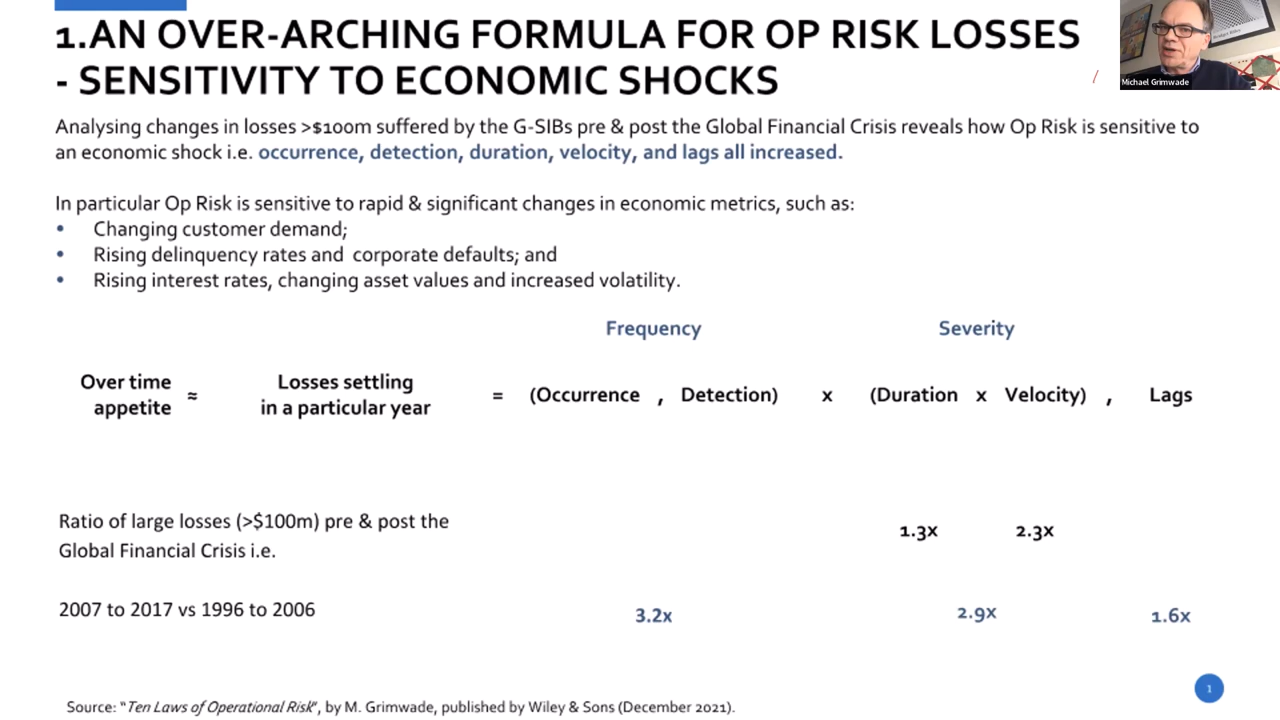 1.AN OVER-ARCHING FORMULA FOR OP RISK LOSSES
- SENSITIVITY TO ECONOMIC SHOCKS
Michael Grimwade
Analysing changes in losses >$100m suffered by the G-SIBs pre & post the Global Financial Crisis reveals how Op Risk is sensitive to
an economic shock i.e. occurrence, detection, duration, velocity, and lags all increased.
In particular Op Risk is sensitive to rapid & significant changes in economic metrics, such as:
• Changing customer demand;
• Rising delinquency rates and corporate defaults; and
• Rising interest rates, changing asset values and increased volatility.
Frequency Severity
Over time appetite ≈ Losses settling in a particular year = (Occurrence , Detection) x (Duration x Velocity) , Lags
Ratio of large losses (>$100m) pre & post the
Global Financial Crisis i.e.
1.3x 2.3x
2007 to 2017 vs 1996 to 2006 3.2x 2.9x 1.6x
1
Source: "Ten Laws of Operational Risk", by M. Grimwade, published by Wiley & Sons (December 2021).